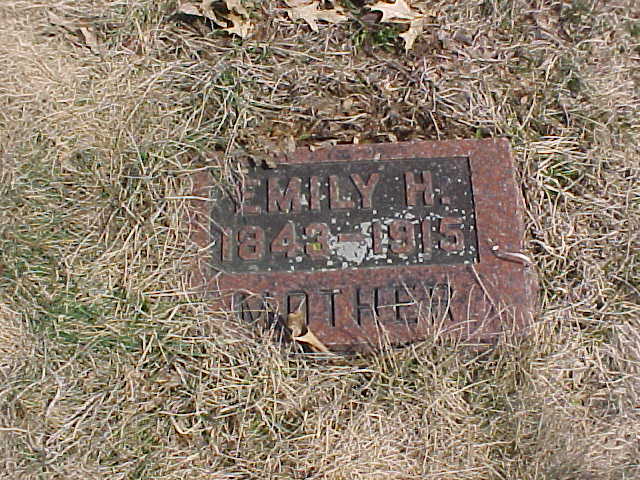 EMILY H.
1843 - 1915
MOTHER